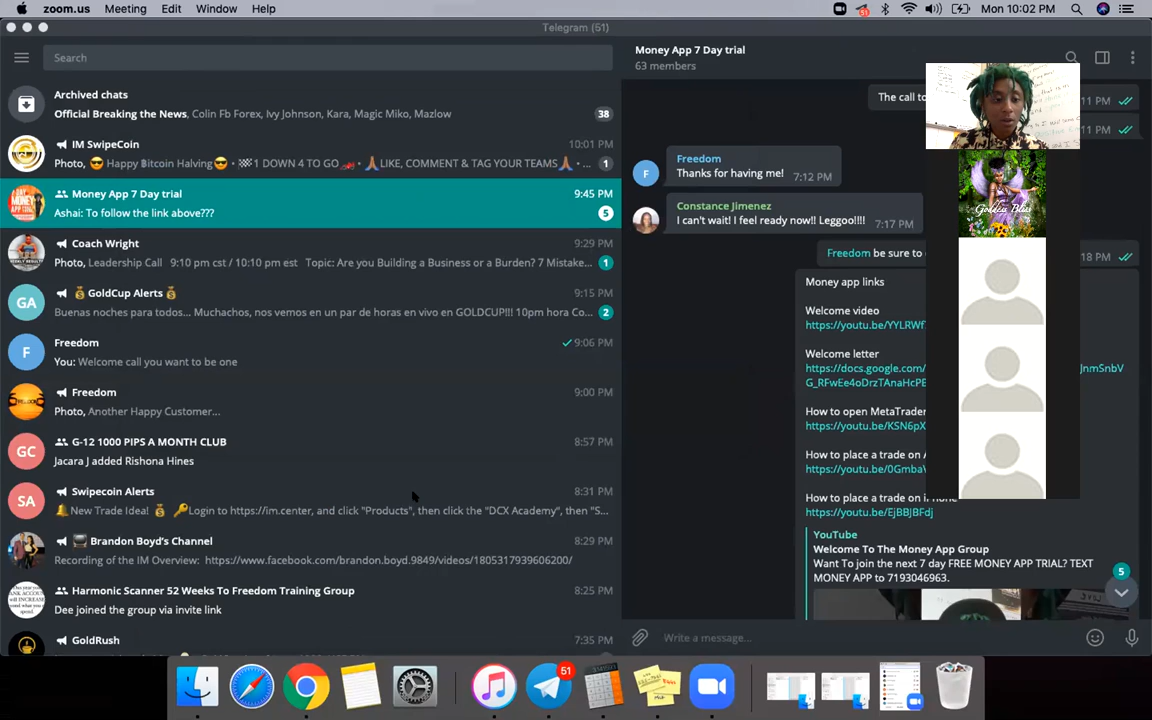 zoom.us Meeting Edit Window Help
51
Mon 10:02 PM
Telegram (51)
Search
Archived chats
Official Breaking the News, Colin Fb Forex, Ivy Johnson, Kara, Magic Miko, Mazlow
38
IM SwipeCoin
10:01 PM
Photo, 😎 Happy ₿itcoin Halving😎 • 🏁1 DOWN 4 TO GO🏎️ • 🙏LIKE, COMMENT & TAG YOUR TEAMS🙏 • ...
1
Money App 7 Day trial
9:45 PM
Ashai: To follow the link above???
5
Coach Wright
9:29 PM
Photo, Leadership Call 9:10 pm cst / 10:10 pm est Topic: Are you Building a Business or a Burden? 7 Mistake...
1
GA
💰GoldCup Alerts💰
9:15 PM
Buenas noches para todos... Muchachos, nos vemos en un par de horas en vivo en GOLDCUP!!! 10pm hora Co...
2
F
Freedom
9:06 PM
You: Welcome call you want to be one
Freedom
9:00 PM
Photo, Another Happy Customer...
GC
G-12 1000 PIPS A MONTH CLUB
8:57 PM
Jacara J added Rishona Hines
SA
Swipecoin Alerts
8:31 PM
🔔New Trade Idea! 💰 🔑Login to https://im.center, and click "Products", then click the "DCX Academy", then "S...
Brandon Boyd's Channel
8:29 PM
Recording of the IM Overview: https://www.facebook.com/brandon.boyd.9849/videos/1805317939606200/
Harmonic Scanner 52 Weeks To Freedom Training Group
8:25 PM
Dee joined the group via invite link
GoldRush
7:35 PM
Money App 7 Day trial
63 members
The call to
11 PM
11 PM
F
Freedom
Thanks for having me!
7:12 PM
Constance Jimenez
I can't wait! I feel ready now!! Leggoo!!!!
7:17 PM
Freedom be sure to
18 PM
Goddess Bliss
Money app links
Welcome video
https://youtu.be/YYLRWf
Welcome letter
https://docs.google.com/
JnmSnbV
G_RFwEe4oDrzTAnaHcPE
How to open MetaTrader
https://youtu.be/KSN6pX
How to place a trade on
https://youtu.be/0Gmba
How to place a trade on
https://youtu.be/EjBBJBFdj
YouTube
Welcome To The Money App Group
Want To join the next 7 day FREE MONEY APP TRIAL? TEXT
MONEY APP to 7193046963.
5
Write a message...
51